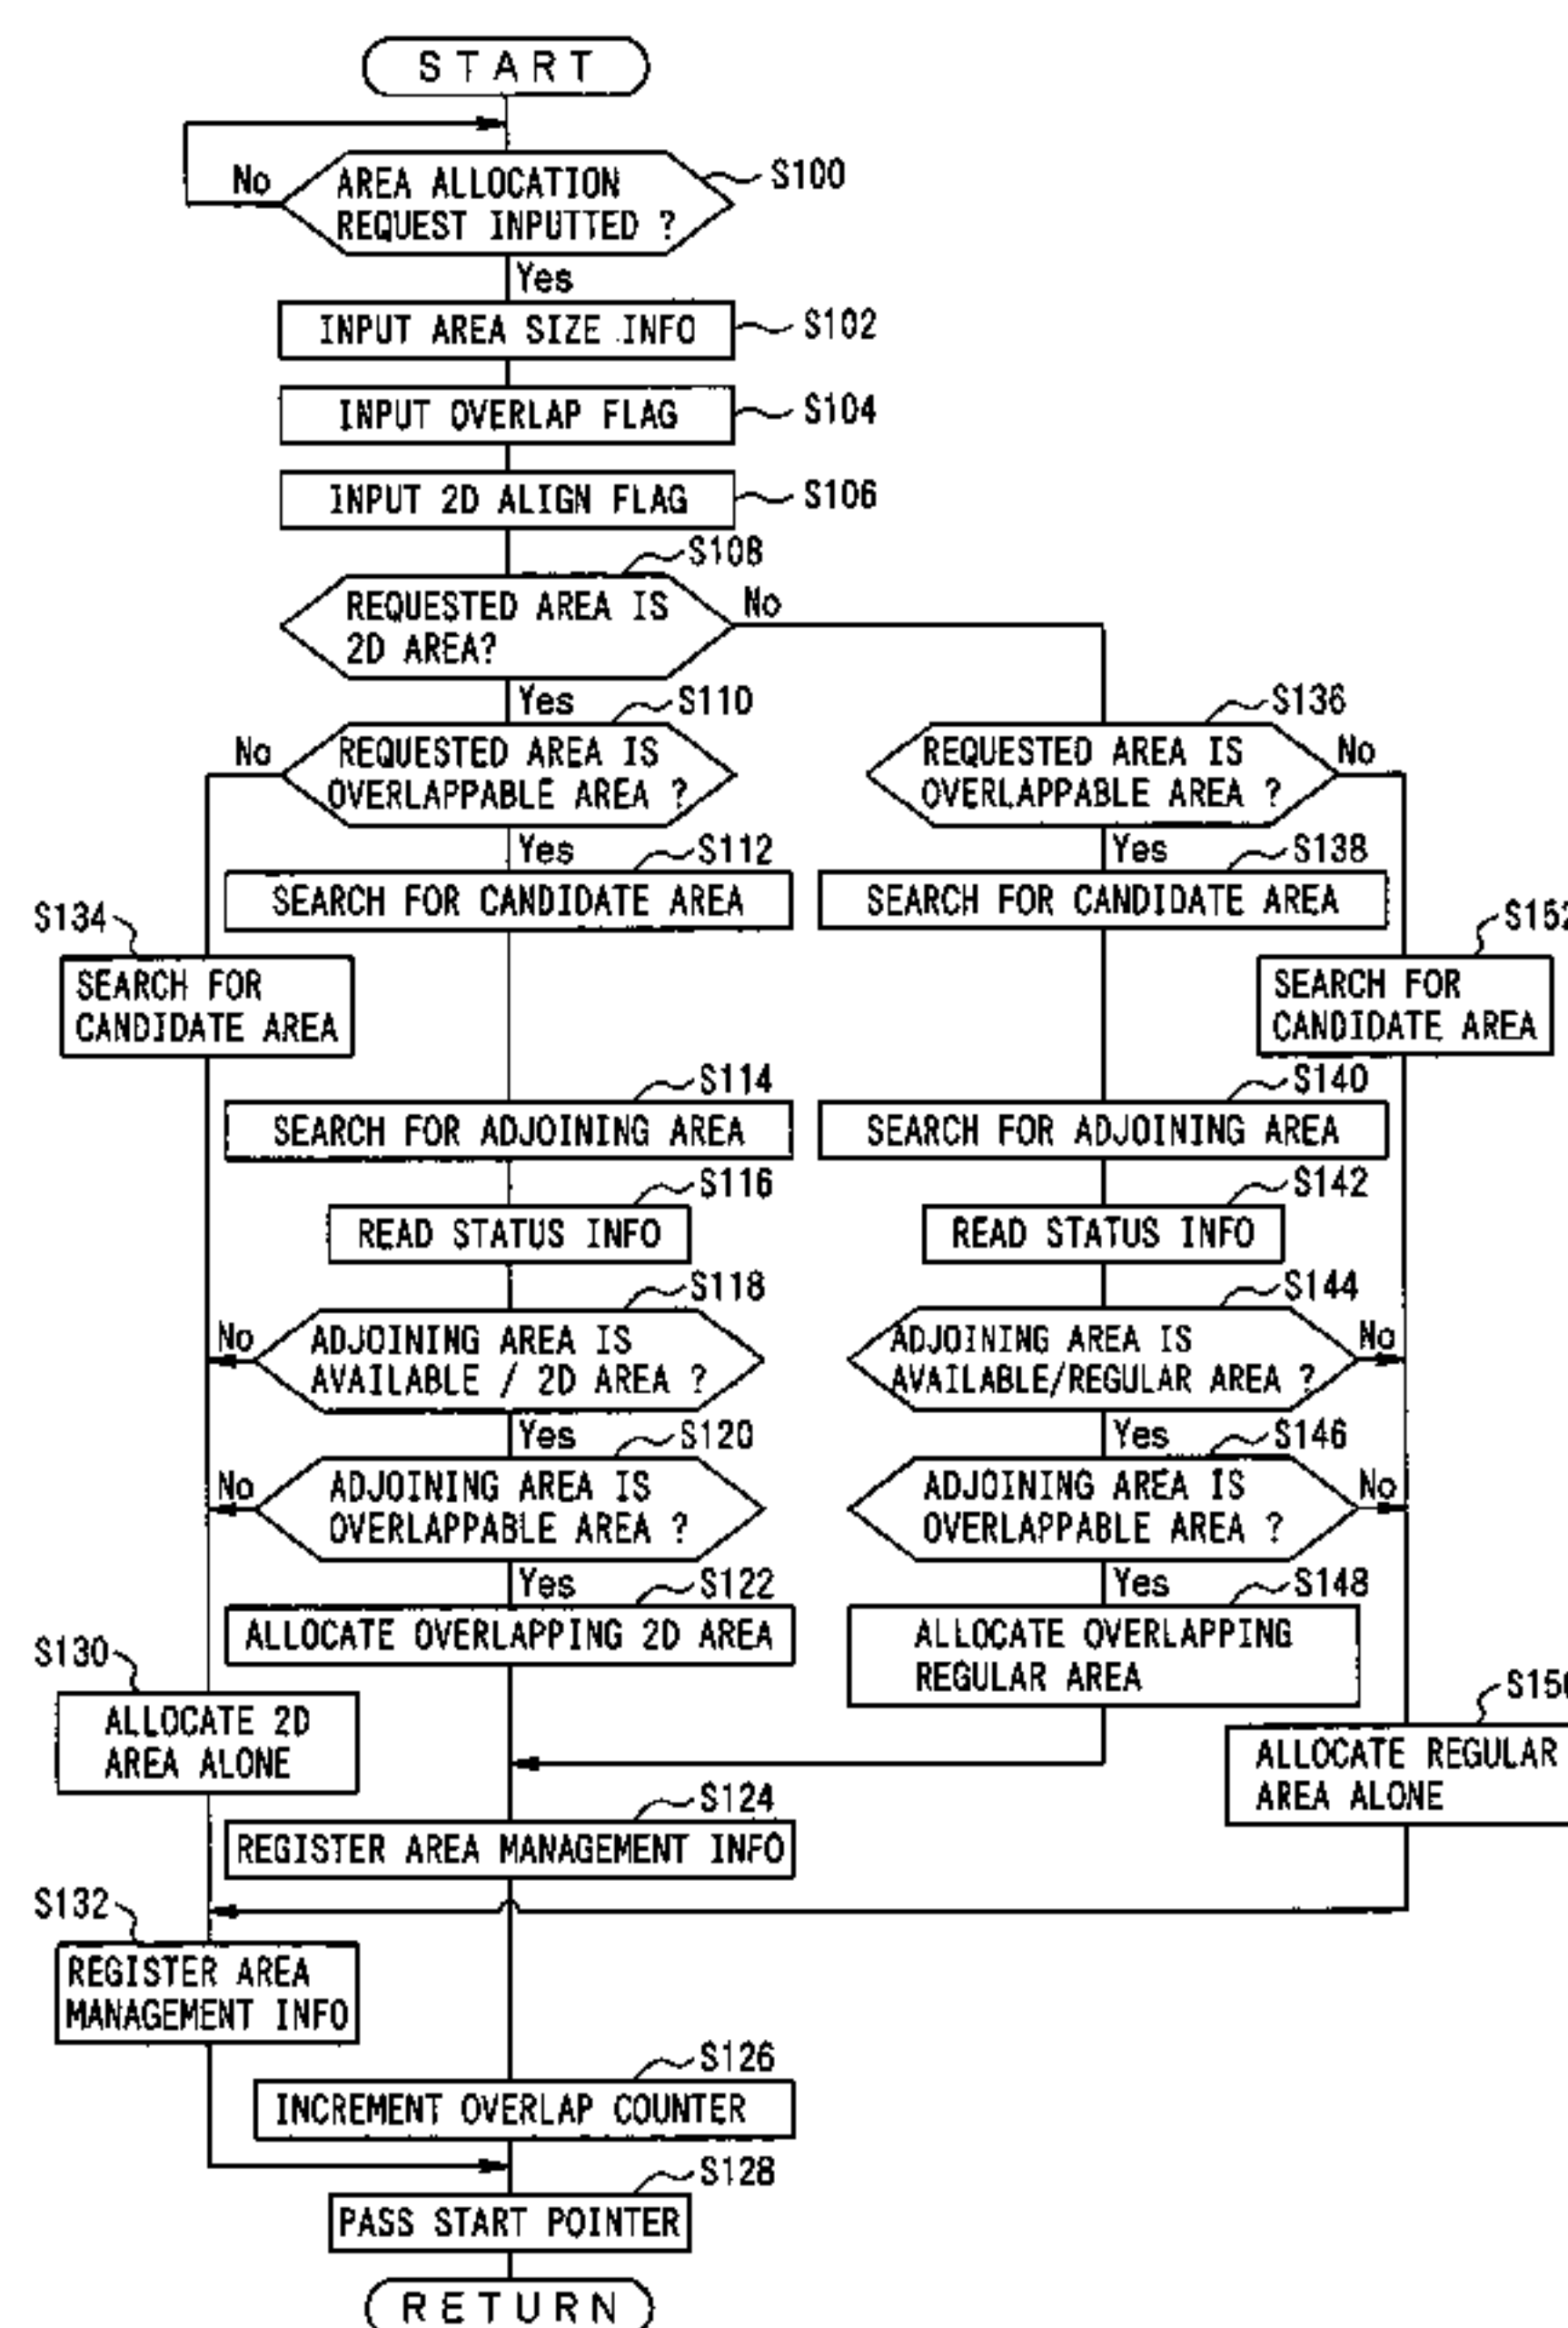 START
No
AREA ALLOCATION
REQUEST INPUTTED ?
S100
Yes
INPUT AREA SIZE INFO
S102
INPUT OVERLAP FLAG
S104
INPUT 2D ALIGN FLAG
S106
S108
REQUESTED AREA IS
2D AREA?
No
Yes
S110
No
REQUESTED AREA IS
OVERLAPPABLE AREA ?
S136
REQUESTED AREA IS
OVERLAPPABLE AREA ?
No
Yes
S112
SEARCH FOR CANDIDATE AREA
Yes
S138
SEARCH FOR CANDIDATE AREA
S134
SEARCH FOR
CANDIDATE AREA
S152
SEARCH FOR
CANDIDATE AREA
S114
SEARCH FOR ADJOINING AREA
S140
SEARCH FOR ADJOINING AREA
S116
READ STATUS INFO
S142
READ STATUS INFO
S118
No
ADJOINING AREA IS
AVAILABLE / 2D AREA ?
S144
ADJOINING AREA IS
AVAILABLE/REGULAR AREA ?
No
Yes
S120
No
ADJOINING AREA IS
OVERLAPPABLE AREA ?
Yes
S146
ADJOINING AREA IS
OVERLAPPABLE AREA ?
No
Yes
S122
ALLOCATE OVERLAPPING 2D AREA
Yes
S148
ALLOCATE OVERLAPPING
REGULAR AREA
S130
ALLOCATE 2D
AREA ALONE
ALLOCATE REGULAR
AREA ALONE
S124
REGISTER AREA MANAGEMENT INFO
S132
REGISTER AREA
MANAGEMENT INFO
S126
INCREMENT OVERLAP COUNTER
S128
PASS START POINTER
RETURN